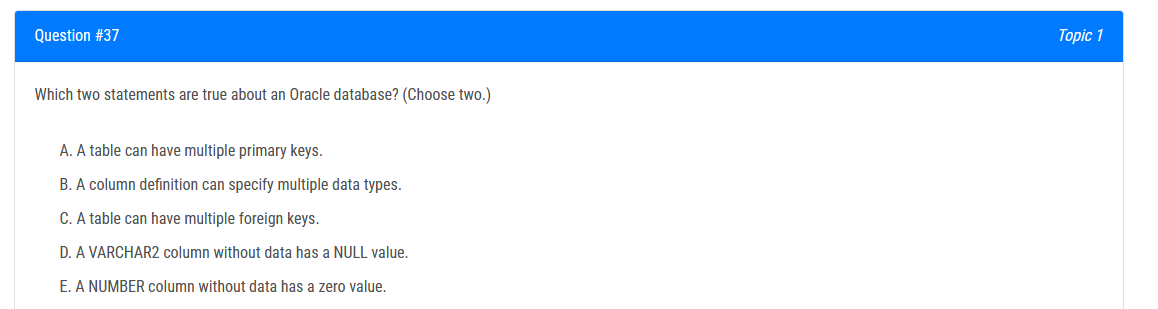 Question #37
Topic 1
Which two statements are true about an Oracle database? (Choose two.)
A. A table can have multiple primary keys.
B. A column definition can specify multiple data types.
C. A table can have multiple foreign keys.
D. A VARCHAR2 column without data has a NULL value.
E. A NUMBER column without data has a zero value.